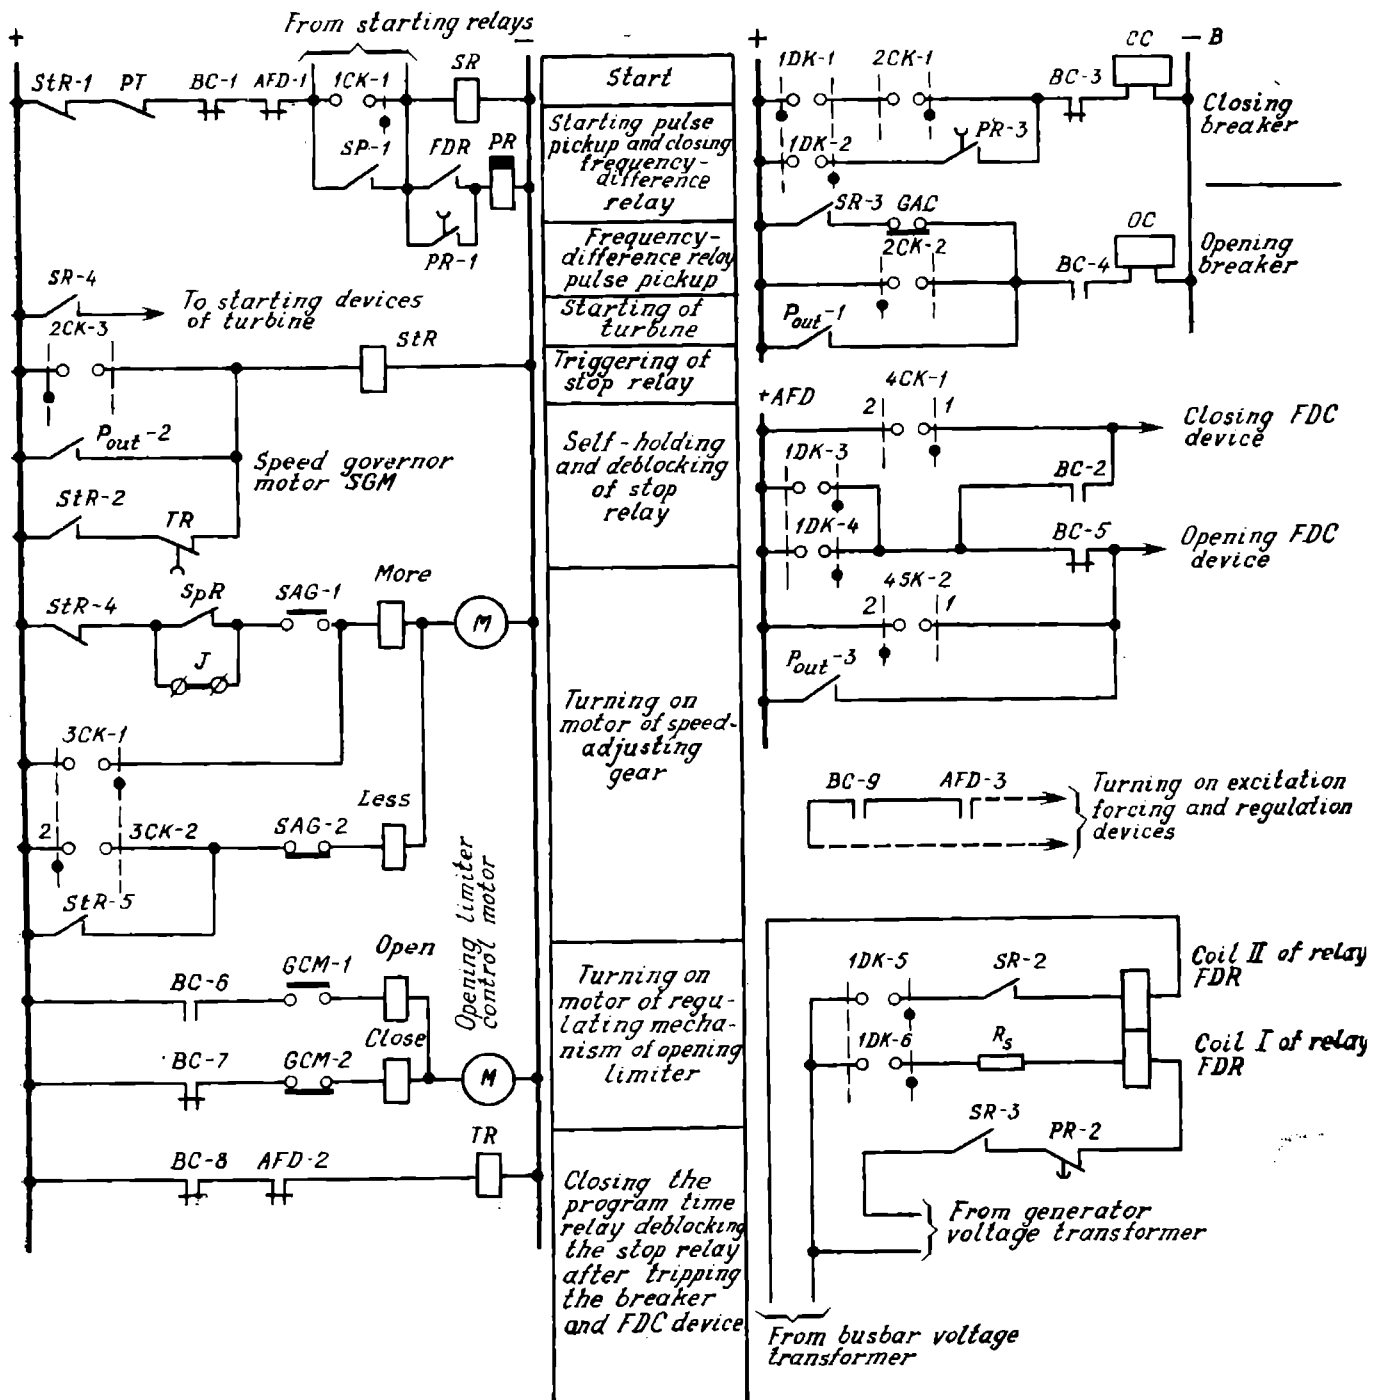 From starting relays
+
−
StR-1
PT
BC-1
AFD-1
1CK-1
SR
SP-1
FDR
PR
PR-1
SR-4
To starting devices
of turbine
2CK-3
StR
Pout-2
Speed governor
motor SGM
StR-2
TR
StR-4
SpR
SAG-1
More
M
J
3CK-1
2
3CK-2
SAG-2
Less
StR-5
Opening limiter
control motor
BC-6
GCM-1
Open
Close
BC-7
GCM-2
M
BC-8
AFD-2
TR
Start
Starting pulse
pickup and closing
frequency-
difference
relay
Frequency-
difference relay
pulse pickup
Starting of
turbine
Triggering of
stop relay
Self-holding
and deblocking
of stop
relay
Turning on
motor of speed-
adjusting
gear
Turning on
motor of regu-
lating mecha-
nism of opening
limiter
Closing the
program time
relay deblocking
the stop relay
after tripping
the breaker
and FDC device
+
1DK-1
2CK-1
CC
− B
BC-3
Closing
breaker
1DK-2
PR-3
SR-3
GAC
2CK-2
OC
BC-4
Opening
breaker
Pout-1
+AFD
4CK-1
2
1
Closing FDC
device
1DK-3
BC-2
1DK-4
BC-5
Opening FDC
device
4SK-2
2
1
Pout-3
BC-9
AFD-3
Turning on excitation
forcing and regulation
devices
1DK-5
SR-2
Coil II of relay
FDR
1DK-6
Rs
Coil I of relay
FDR
SR-3
PR-2
From generator
voltage transformer
From busbar voltage
transformer